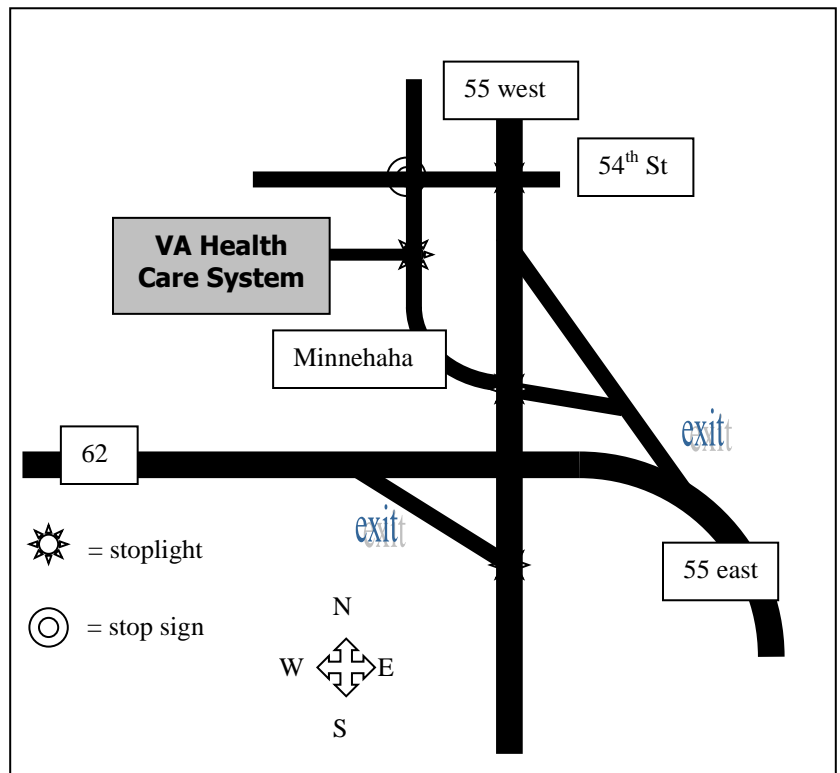 55 west
54th St
VA Health
Care System
Minnehaha
exit
62
exit
= stoplight
55 east
= stop sign
N
W E
S